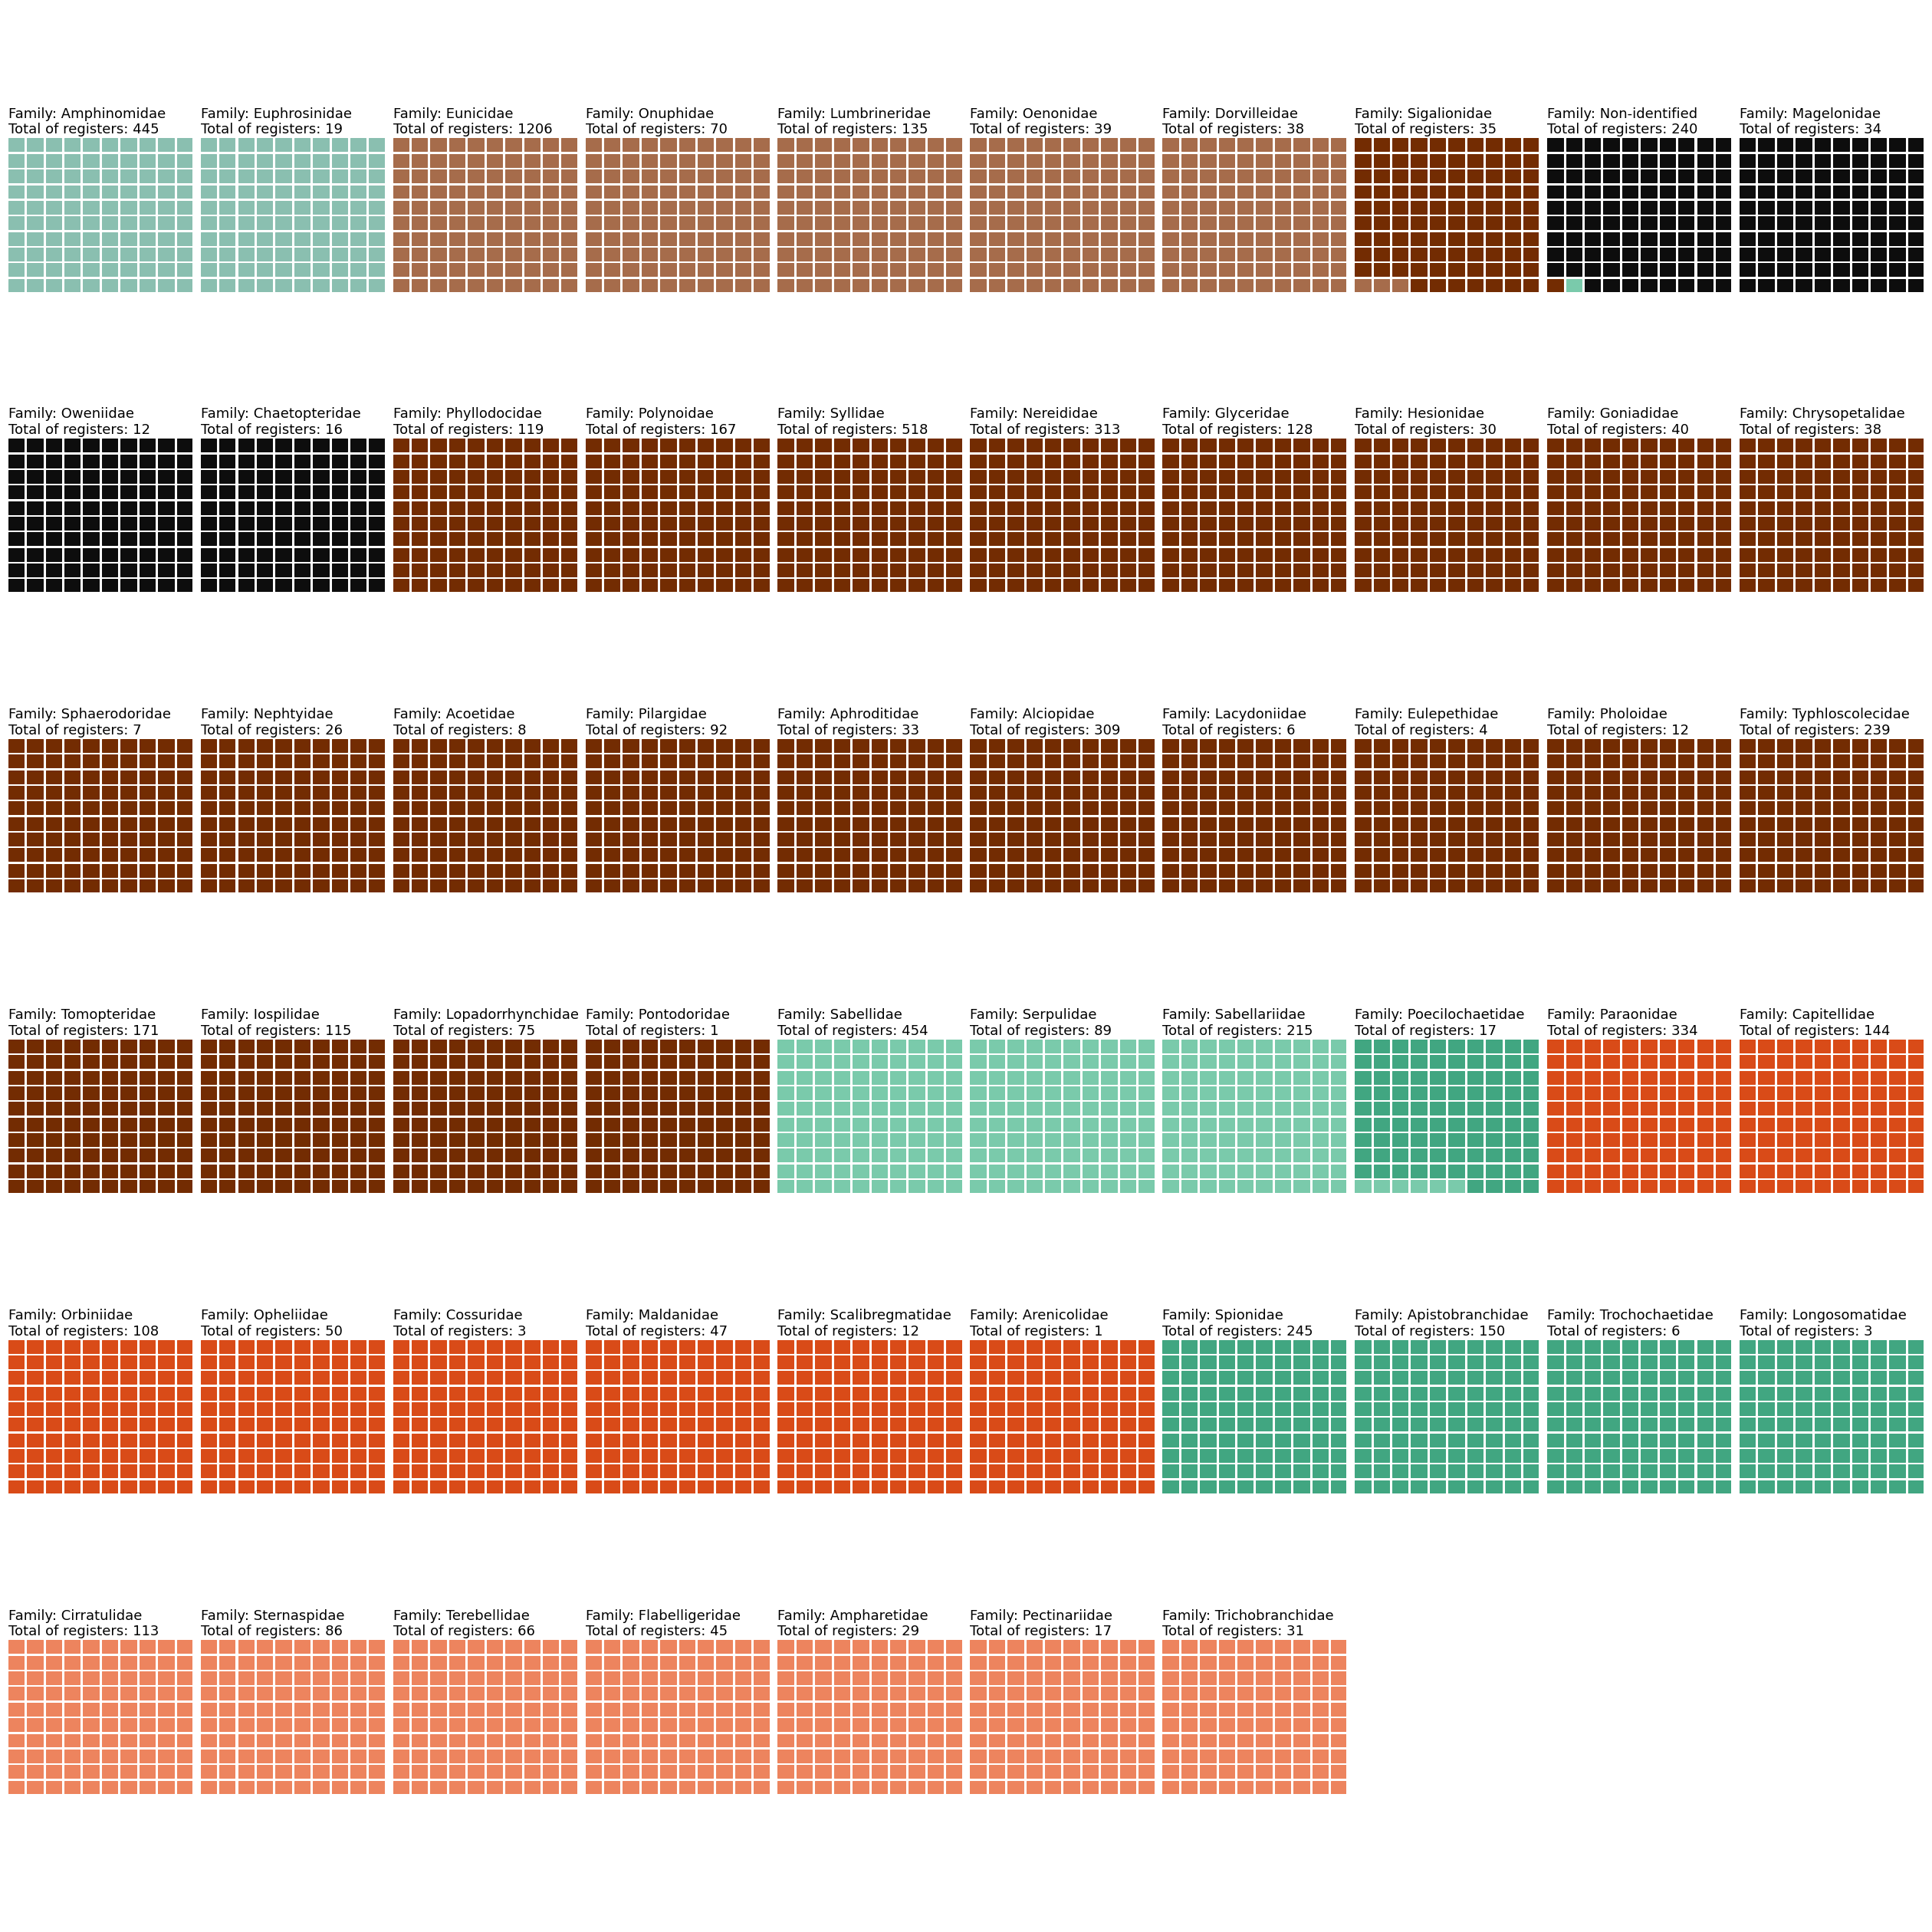 Family: Amphinomidae
Total of registers: 445
Family: Euphrosinidae
Total of registers: 19
Family: Eunicidae
Total of registers: 1206
Family: Onuphidae
Total of registers: 70
Family: Lumbrineridae
Total of registers: 135
Family: Oenonidae
Total of registers: 39
Family: Dorvilleidae
Total of registers: 38
Family: Sigalionidae
Total of registers: 35
Family: Non-identified
Total of registers: 240
Family: Magelonidae
Total of registers: 34
Family: Oweniidae
Total of registers: 12
Family: Chaetopteridae
Total of registers: 16
Family: Phyllodocidae
Total of registers: 119
Family: Polynoidae
Total of registers: 167
Family: Syllidae
Total of registers: 518
Family: Nereididae
Total of registers: 313
Family: Glyceridae
Total of registers: 128
Family: Hesionidae
Total of registers: 30
Family: Goniadidae
Total of registers: 40
Family: Chrysopetalidae
Total of registers: 38
Family: Sphaerodoridae
Total of registers: 7
Family: Nephtyidae
Total of registers: 26
Family: Acoetidae
Total of registers: 8
Family: Pilargidae
Total of registers: 92
Family: Aphroditidae
Total of registers: 33
Family: Alciopidae
Total of registers: 309
Family: Lacydoniidae
Total of registers: 6
Family: Eulepethidae
Total of registers: 4
Family: Pholoidae
Total of registers: 12
Family: Typhloscolecidae
Total of registers: 239
Family: Tomopteridae
Total of registers: 171
Family: Iospilidae
Total of registers: 115
Family: Lopadorrhynchidae
Total of registers: 75
Family: Pontodoridae
Total of registers: 1
Family: Sabellidae
Total of registers: 454
Family: Serpulidae
Total of registers: 89
Family: Sabellariidae
Total of registers: 215
Family: Poecilochaetidae
Total of registers: 17
Family: Paraonidae
Total of registers: 334
Family: Capitellidae
Total of registers: 144
Family: Orbiniidae
Total of registers: 108
Family: Opheliidae
Total of registers: 50
Family: Cossuridae
Total of registers: 3
Family: Maldanidae
Total of registers: 47
Family: Scalibregmatidae
Total of registers: 12
Family: Arenicolidae
Total of registers: 1
Family: Spionidae
Total of registers: 245
Family: Apistobranchidae
Total of registers: 150
Family: Trochochaetidae
Total of registers: 6
Family: Longosomatidae
Total of registers: 3
Family: Cirratulidae
Total of registers: 113
Family: Sternaspidae
Total of registers: 86
Family: Terebellidae
Total of registers: 66
Family: Flabelligeridae
Total of registers: 45
Family: Ampharetidae
Total of registers: 29
Family: Pectinariidae
Total of registers: 17
Family: Trichobranchidae
Total of registers: 31